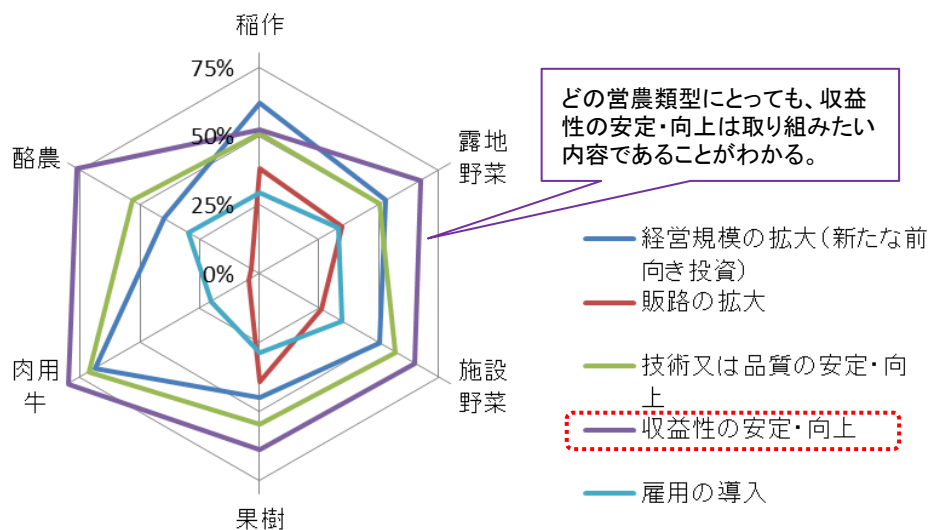 稲作
75%
50%
25%
0%
露地
野菜
施設
野菜
果樹
肉用
牛
酪農
どの営農類型にとっても、収益
性の安定・向上は取り組みたい
内容であることがわかる。
経営規模の拡大(新たな前
向き投資)
販路の拡大
技術又は品質の安定・向
上
収益性の安定・向上
雇用の導入